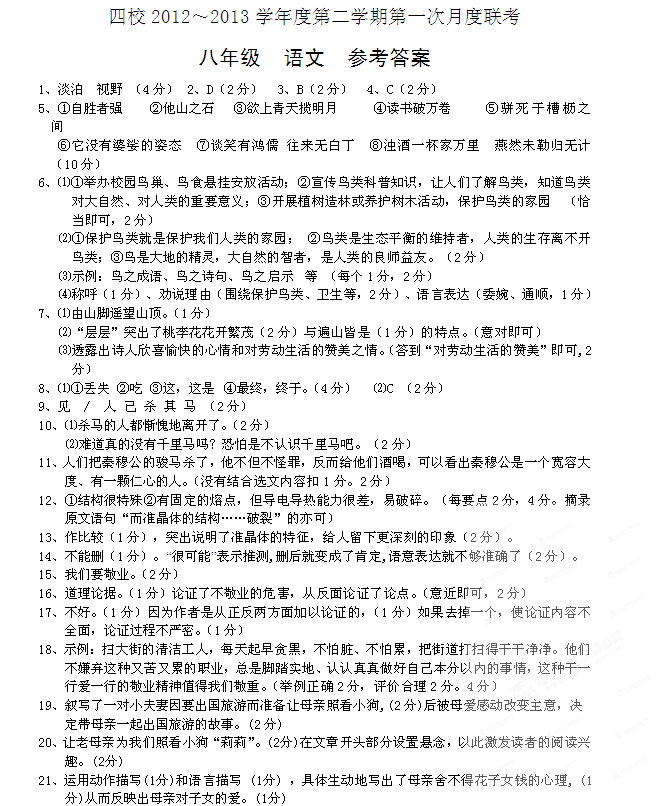 四校2012～2013学年度第二学期第一次月度联考
八年级 语文 参考答案
1、淡泊 视野 （4分） 2、D（2分） 3、B（2分） 4、C（2分）
5、①自胜者强 ②他山之石 ③欲上青天揽明月 ④读书破万卷 ⑤骈死于槽枥之
间
⑥它没有婆娑的姿态 ⑦谈笑有鸿儒 往来无白丁 ⑧浊酒一杯家万里 燕然未勒归无计
（10分）
6、⑴①举办校园鸟巢、鸟食悬挂安放活动；②宣传鸟类科普知识，让人们了解鸟类，知道鸟类
对大自然、对人类的重要意义；③开展植树造林或养护树木活动，保护鸟类的家园 （恰
当即可，2分）
⑵①保护鸟类就是保护我们人类的家园； ②鸟类是生态平衡的维持者，人类的生存离不开
鸟类；③鸟是大地的精灵，大自然的智者，是人类的良师益友。（2分）
⑶示例：鸟之成语、鸟之诗句、鸟之启示 等 （每个1分，2分）
⑷称呼（1分）、劝说理由（围绕保护鸟类、卫生等，2分）、语言表达（委婉、通顺，1分）
7、⑴由山脚遥望山顶。（1分）
⑵“层层”突出了桃李花花开繁茂（2分）与遍山皆是（1分）的特点。（意对即可）
⑶透露出诗人欣喜愉快的心情和对劳动生活的赞美之情。（答到“对劳动生活的赞美”即可,2
分）
8、⑴①丢失 ②吃 ③这，这是 ④最终，终于。（4分） ⑵C （2分）
9、见 / 人 已 杀 其 马 （2分）
10、⑴杀马的人都惭愧地离开了。（2分）
⑵难道真的没有千里马吗？恐怕是不认识千里马吧。（2分）
11、人们把秦穆公的骏马杀了，他不但不怪罪，反而给他们酒喝，可以看出秦穆公是一个宽容大
度、有一颗仁心的人。（没有结合选文内容扣1分。2分）
12、①结构很特殊②有固定的熔点，但导电导热能力很差，易破碎。（每要点2分，4分。摘录
原文语句“而准晶体的结构……破裂”的亦可）
13、作比较（1分），突出说明了准晶体的特征，给人留下更深刻的印象（2分）。
14、不能删（1分）。“很可能”表示推测,删后就变成了肯定,语意表达就不够准确了（2分）。
15、我们要敬业。（2分）
16、道理论据。（1分）论证了不敬业的危害，从反面论证了论点。（意近即可，2分）
17、不好。（1分）因为作者是从正反两方面加以论证的，（1分）如果去掉一个，使论证内容不
全面，论证过程不严密。（1分）
18、示例：扫大街的清洁工人，每天起早贪黑，不怕脏、不怕累，把街道打扫得干干净净。他们
不嫌弃这种又苦又累的职业，总是脚踏实地、认认真真做好自己本分以内的事情，这种干一
行爱一行的敬业精神值得我们敬重。（举例正确2分，评价合理2分。4分）
19、叙写了一对小夫妻因要出国旅游而准备让母亲照看小狗,(2分)后被母爱感动改变主意，决
定带母亲一起出国旅游的故事。(2分)
20、让老母亲为我们照看小狗“莉莉”。(2分)在文章开头部分设置悬念，以此激发读者的阅读兴
趣。(2分)
21、运用动作描写(1分)和语言描写 (1分) ，具体生动地写出了母亲舍不得花子女钱的心理, (1
分)从而反映出母亲对子女的爱。(1分)